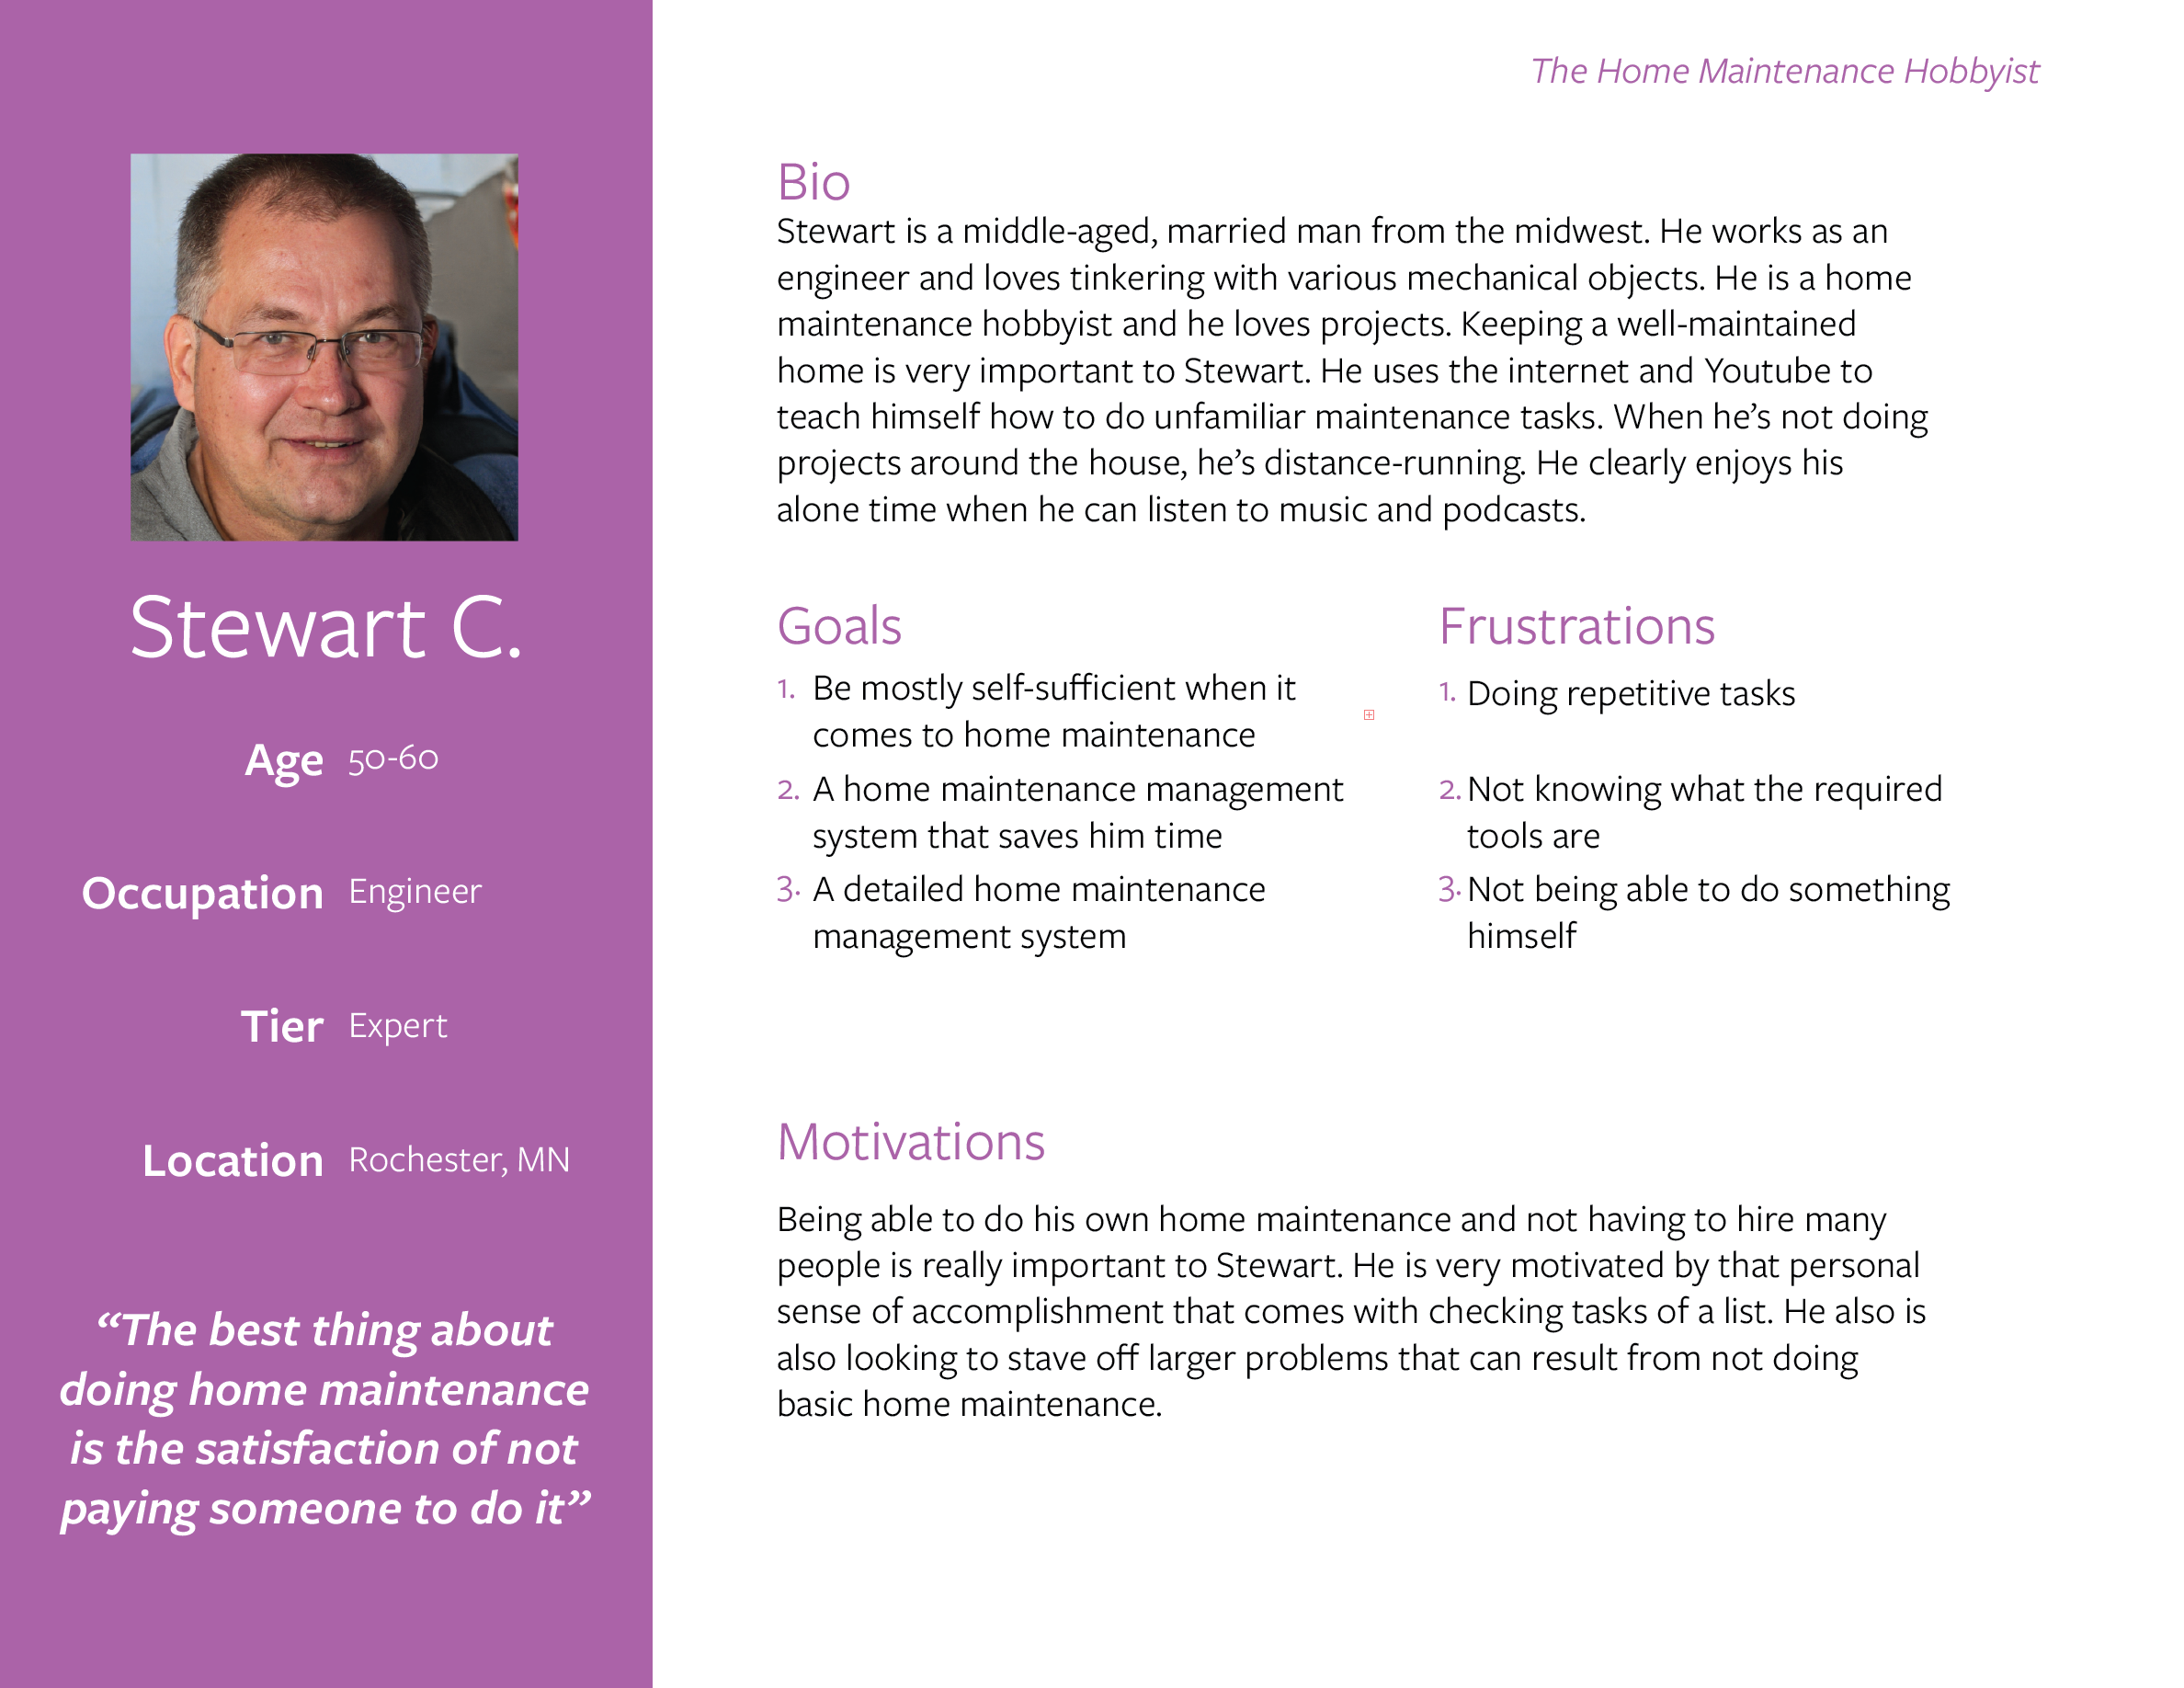 The Home Maintenance Hobbyist
Stewart C.
Age 50-60
Occupation Engineer
Tier Expert
Location Rochester, MN
“The best thing about
doing home maintenance
is the satisfaction of not
paying someone to do it”
Bio
Stewart is a middle-aged, married man from the midwest. He works as an
engineer and loves tinkering with various mechanical objects. He is a home
maintenance hobbyist and he loves projects. Keeping a well-maintained
home is very important to Stewart. He uses the internet and Youtube to
teach himself how to do unfamiliar maintenance tasks. When he’s not doing
projects around the house, he’s distance-running. He clearly enjoys his
alone time when he can listen to music and podcasts.
Goals
1. Be mostly self-sufficient when it
comes to home maintenance
2. A home maintenance management
system that saves him time
3. A detailed home maintenance
management system
Frustrations
1. Doing repetitive tasks
2. Not knowing what the required
tools are
3. Not being able to do something
himself
Motivations
Being able to do his own home maintenance and not having to hire many
people is really important to Stewart. He is very motivated by that personal
sense of accomplishment that comes with checking tasks of a list. He also is
also looking to stave off larger problems that can result from not doing
basic home maintenance.